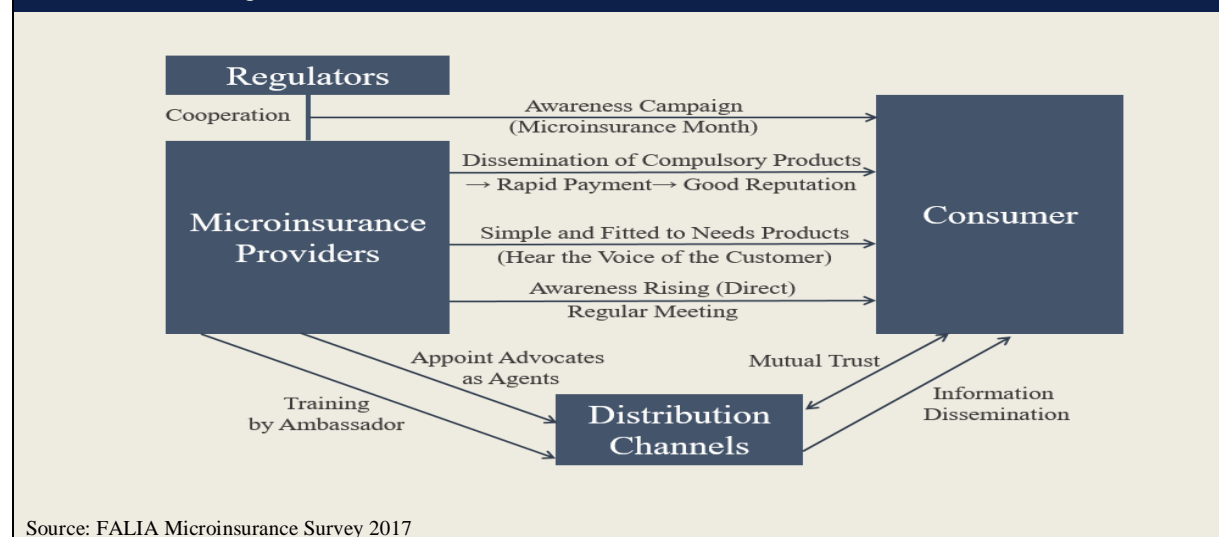 Regulators
Cooperation
Awareness Campaign
(Microinsurance Month)
Dissemination of Compulsory Products
→ Rapid Payment→ Good Reputation
Microinsurance
Providers
Consumer
Simple and Fitted to Needs Products
(Hear the Voice of the Customer)
Awareness Rising (Direct)
Regular Meeting
Appoint Advocates
as Agents
Mutual Trust
Training
by Ambassador
Distribution
Channels
Information
Dissemination
Source: FALIA Microinsurance Survey 2017